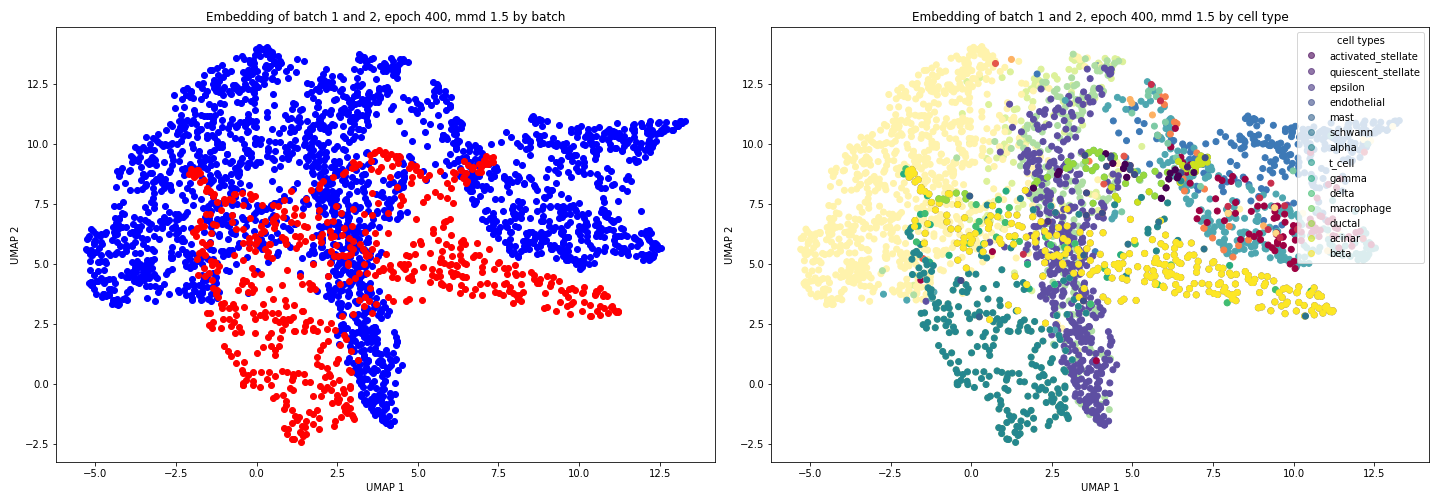 Embedding of batch 1 and 2, epoch 400, mmd 1.5 by batch
UMAP 2
12.5
10.0
7.5
5.0
2.5
0.0
−2.5
−5.0
−2.5
0.0
2.5
5.0
7.5
10.0
12.5
UMAP 1
Embedding of batch 1 and 2, epoch 400, mmd 1.5 by cell type
UMAP 2
12.5
10.0
7.5
5.0
2.5
0.0
−2.5
−5.0
−2.5
0.0
2.5
5.0
7.5
10.0
12.5
UMAP 1
cell types
activated_stellate
quiescent_stellate
epsilon
endothelial
mast
schwann
alpha
t_cell
gamma
delta
macrophage
ductal
acinar
beta